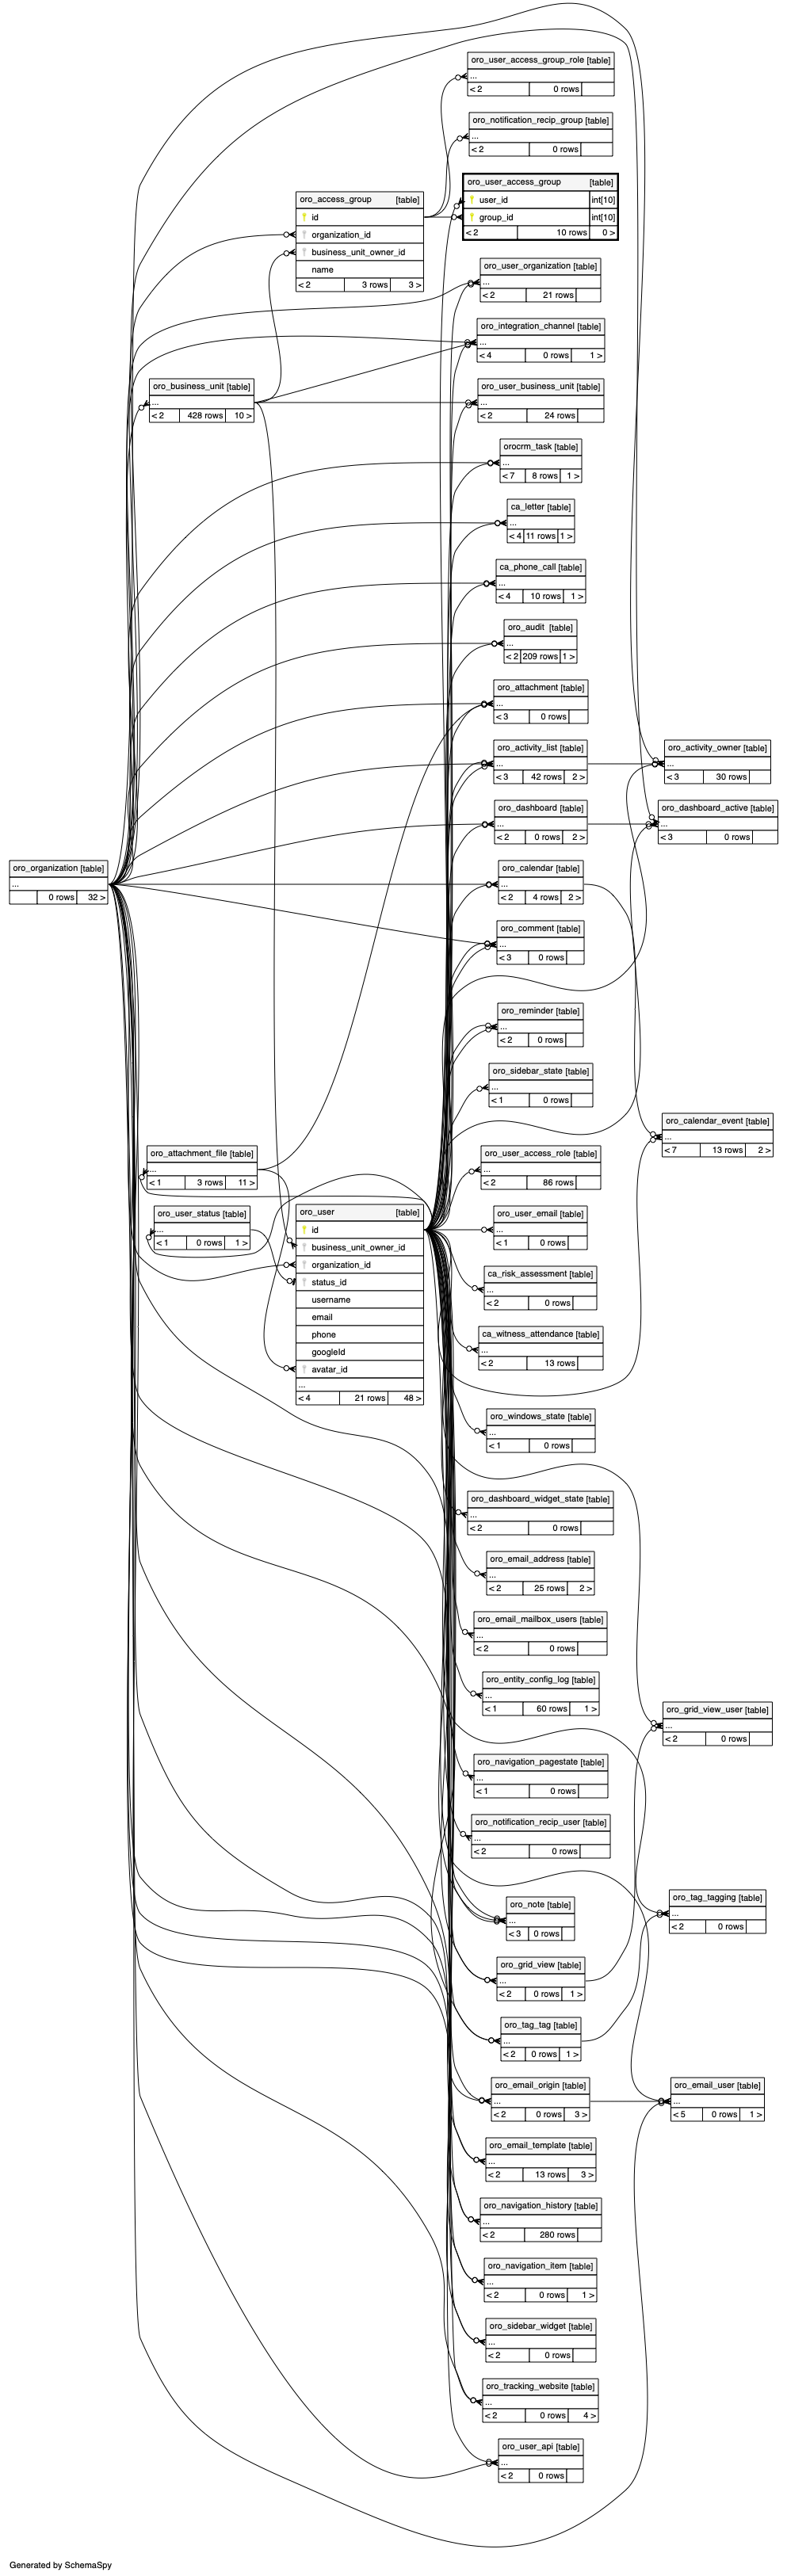 oro_user_access_group_role [table]
...
< 2 0 rows
oro_notification_recip_group [table]
...
< 2 0 rows
oro_user_access_group [table]
user_id int[10]
group_id int[10]
< 2 10 rows 0 >
oro_access_group [table]
id
organization_id
business_unit_owner_id
name
< 2 3 rows 3 >
oro_user_organization [table]
...
< 2 21 rows
oro_integration_channel [table]
...
< 4 0 rows 1 >
oro_business_unit [table]
...
< 2 428 rows 10 >
oro_user_business_unit [table]
...
< 2 24 rows
orocrm_task [table]
...
< 7 8 rows 1 >
ca_letter [table]
...
< 4 11 rows 1 >
ca_phone_call [table]
...
< 4 10 rows 1 >
oro_audit [table]
...
< 2 209 rows 1 >
oro_attachment [table]
...
< 3 0 rows
oro_activity_list [table]
...
< 3 42 rows 2 >
oro_activity_owner [table]
...
< 3 30 rows
oro_dashboard [table]
...
< 2 0 rows 2 >
oro_dashboard_active [table]
...
< 3 0 rows
oro_organization [table]
...
0 rows 32 >
oro_calendar [table]
...
< 2 4 rows 2 >
oro_comment [table]
...
< 3 0 rows
oro_reminder [table]
...
< 2 0 rows
oro_sidebar_state [table]
...
< 1 0 rows
oro_calendar_event [table]
...
< 7 13 rows 2 >
oro_attachment_file [table]
...
< 1 3 rows 11 >
oro_user_access_role [table]
...
< 2 86 rows
oro_user_status [table]
...
< 1 0 rows 1 >
oro_user [table]
id
business_unit_owner_id
organization_id
status_id
username
email
phone
googleId
avatar_id
...
< 4 21 rows 48 >
oro_user_email [table]
...
< 1 0 rows
ca_risk_assessment [table]
...
< 2 0 rows
ca_witness_attendance [table]
...
< 2 13 rows
oro_windows_state [table]
...
< 1 0 rows
oro_dashboard_widget_state [table]
...
< 2 0 rows
oro_email_address [table]
...
< 2 25 rows 2 >
oro_email_mailbox_users [table]
...
< 2 0 rows
oro_entity_config_log [table]
...
< 1 60 rows 1 >
oro_grid_view_user [table]
...
< 2 0 rows
oro_navigation_pagestate [table]
...
< 1 0 rows
oro_notification_recip_user [table]
...
< 2 0 rows
oro_note [table]
...
< 3 0 rows
oro_tag_tagging [table]
...
< 2 0 rows
oro_grid_view [table]
...
< 2 0 rows 1 >
oro_tag_tag [table]
...
< 2 0 rows 1 >
oro_email_origin [table]
...
< 2 0 rows 3 >
oro_email_user [table]
...
< 5 0 rows 1 >
oro_email_template [table]
...
< 2 13 rows 3 >
oro_navigation_history [table]
...
< 2 280 rows
oro_navigation_item [table]
...
< 2 0 rows 1 >
oro_sidebar_widget [table]
...
< 2 0 rows
oro_tracking_website [table]
...
< 2 0 rows 4 >
oro_user_api [table]
...
< 2 0 rows
Generated by SchemaSpy